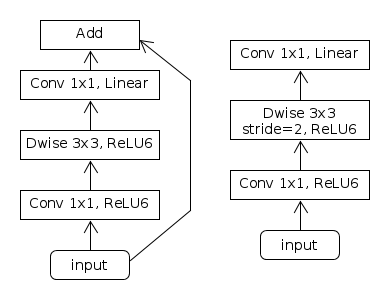 Add
Conv 1x1, Linear
Dwise 3x3, ReLU6
Conv 1x1, ReLU6
input
Conv 1x1, Linear
Dwise 3x3
stride=2, ReLU6
Conv 1x1, ReLU6
input